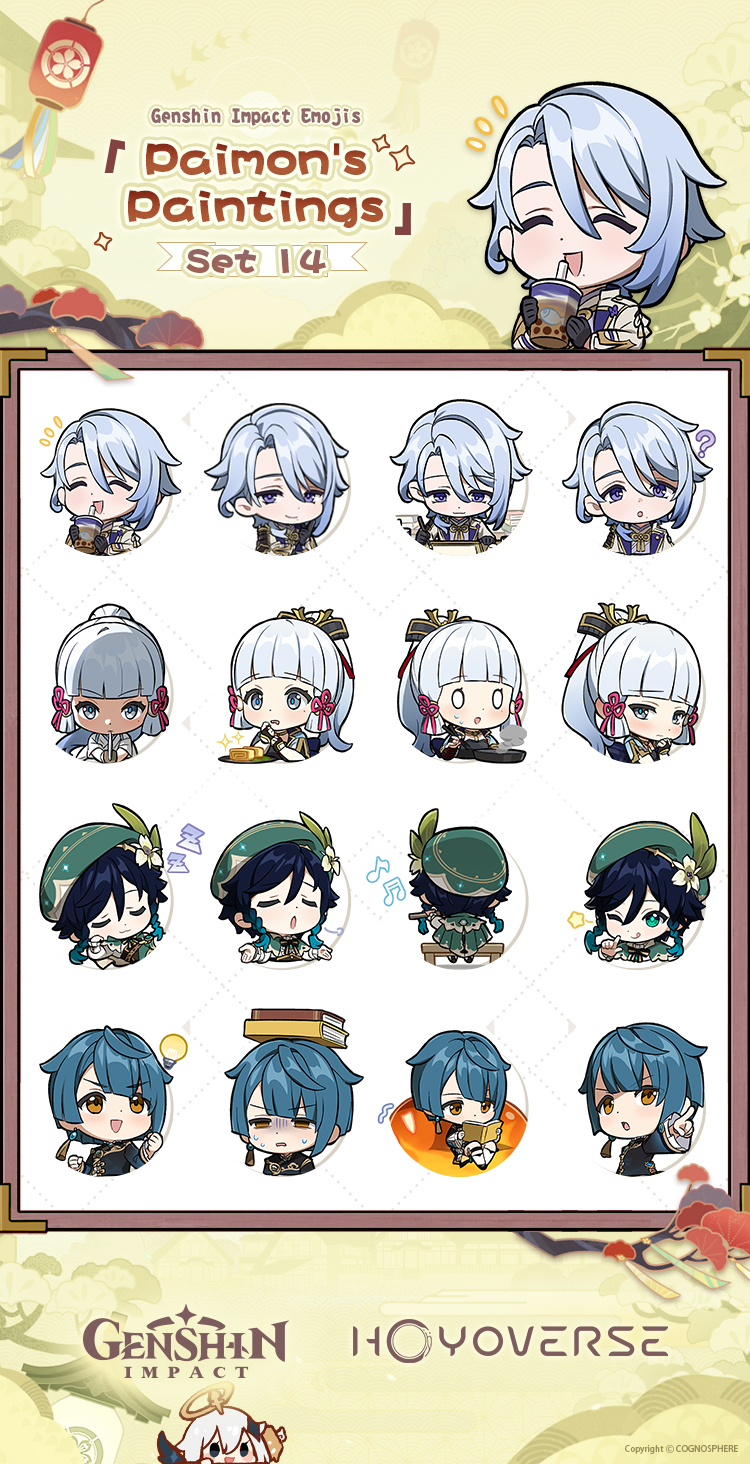 Genshin Impact Emojis
「Paimon's
Paintings」
Set 14
?
GENSHIN
IMPACT
HOYOVERSE
Copyright © COGNOSPHERE